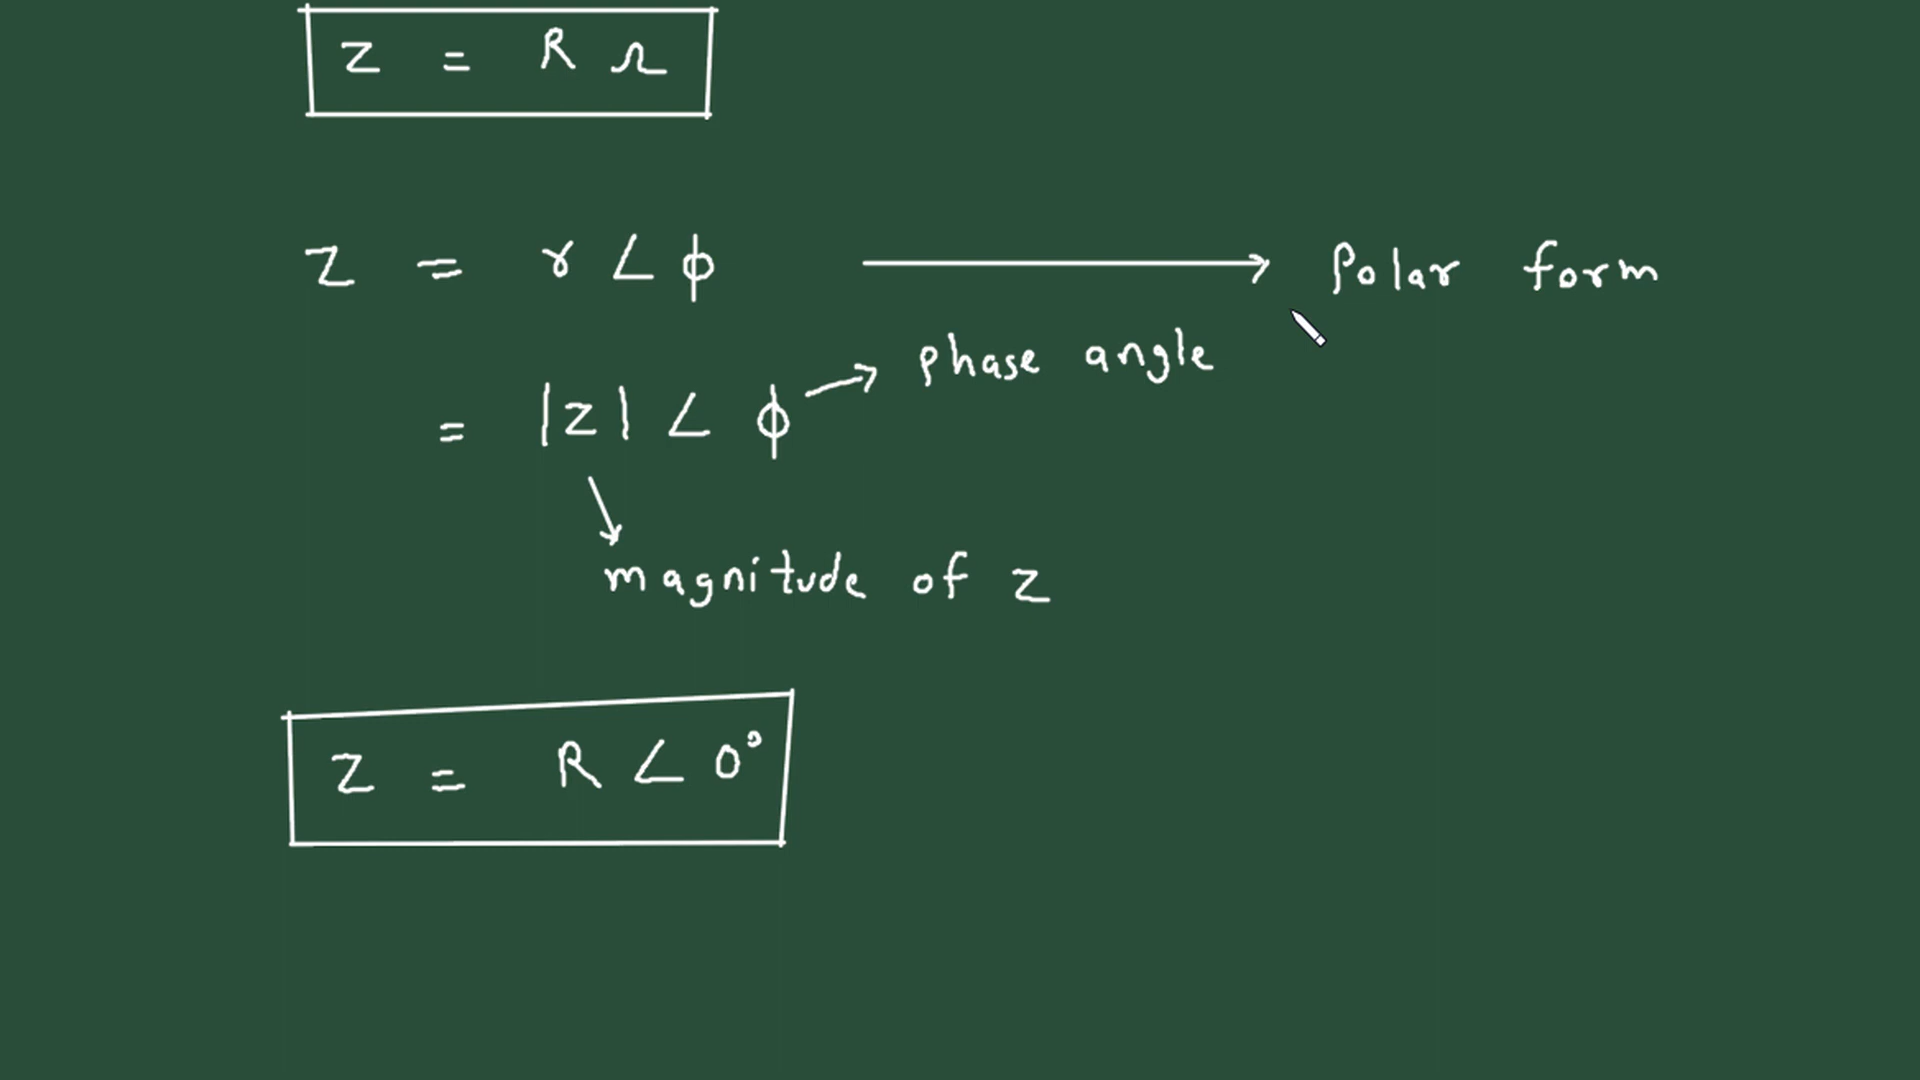 z = R Ω
z = r ∠ ϕ → Polar form
= |z| ∠ ϕ → phase angle
magnitude of z
z = R ∠ 0°